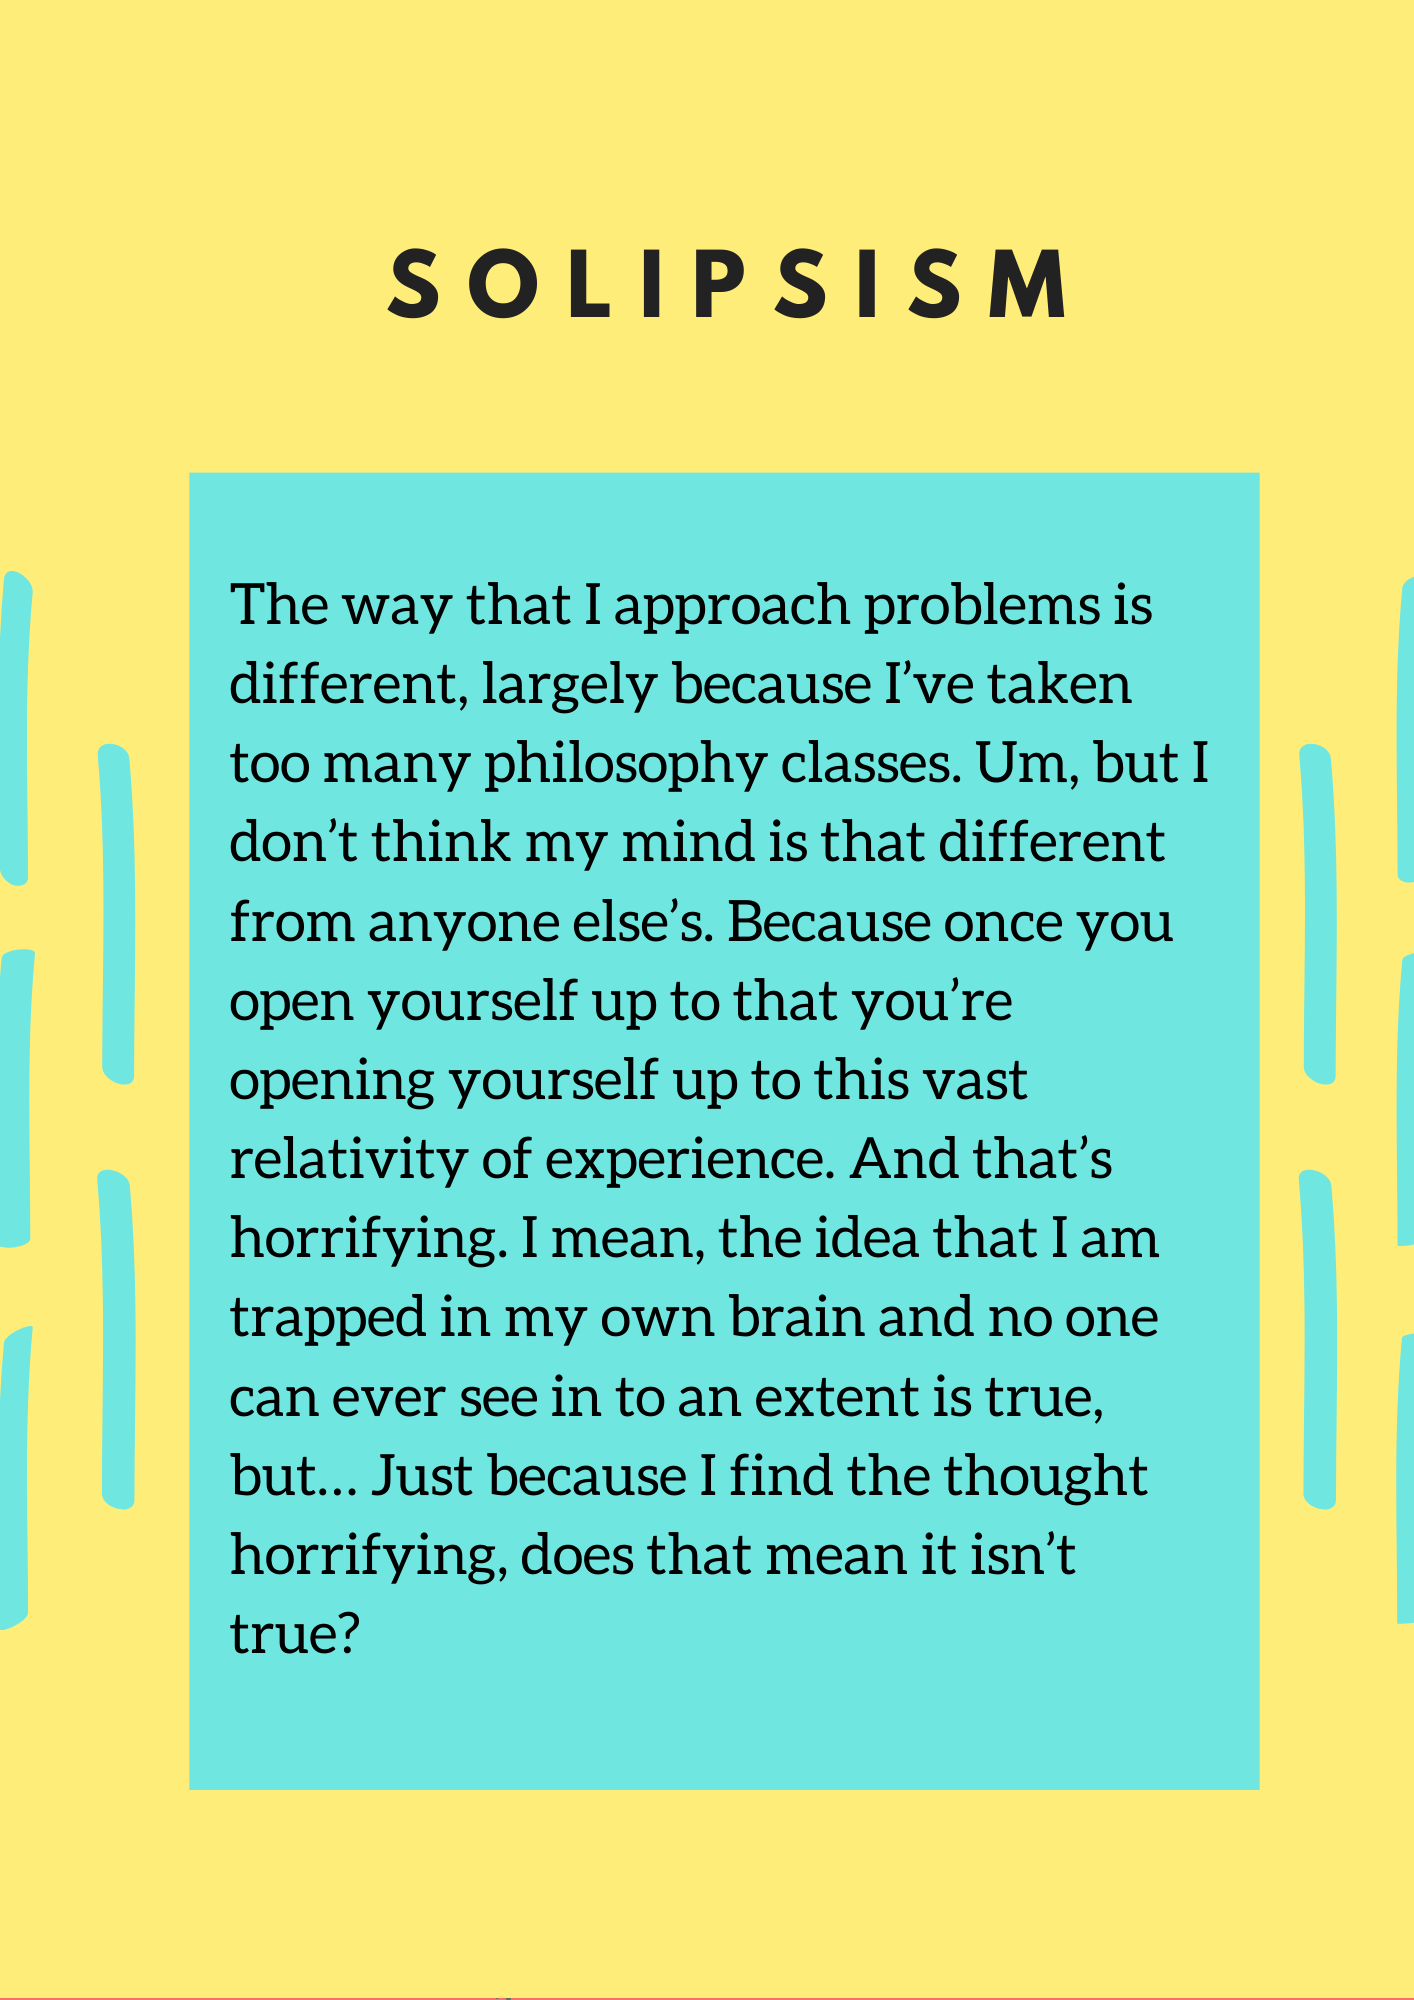 SOLIPSISM
The way that I approach problems is
different, largely because I’ve taken
too many philosophy classes. Um, but I
don’t think my mind is that different
from anyone else’s. Because once you
open yourself up to that you’re
opening yourself up to this vast
relativity of experience. And that’s
horrifying. I mean, the idea that I am
trapped in my own brain and no one
can ever see in to an extent is true,
but... Just because I find the thought
horrifying, does that mean it isn’t
true?